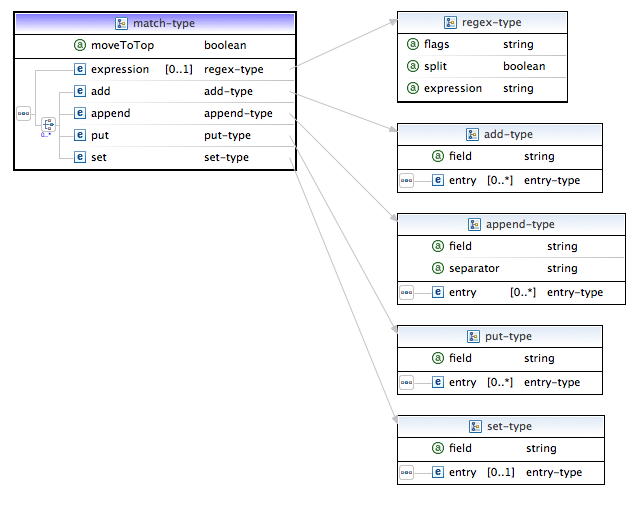 match-type
a moveToTop boolean
e expression [0..1] regex-type
e add add-type
e append append-type
e put put-type
e set set-type
regex-type
a flags string
a split boolean
a expression string
add-type
a field string
e entry [0..*] entry-type
append-type
a field string
a separator string
e entry [0..*] entry-type
put-type
a field string
e entry [0..*] entry-type
set-type
a field string
e entry [0..1] entry-type